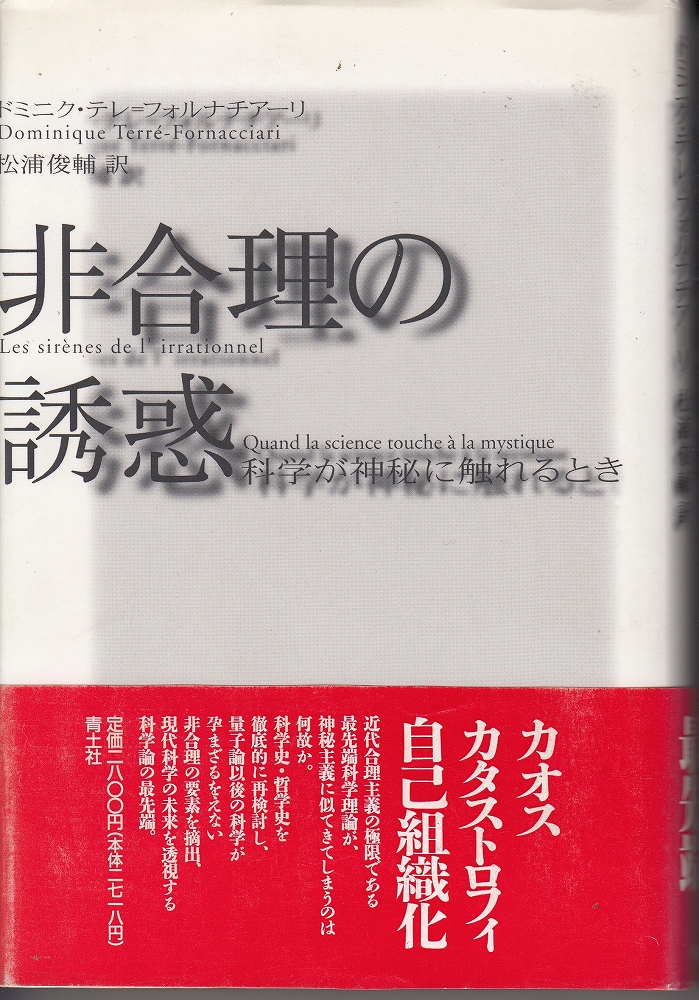 ドミニク・テレ=フォルナチアーリ
Dominique Terré-Fornacciari
松浦俊輔 訳
非合理の
Les sirènes de l' irrationnel
誘惑
Quand la science touche à la mystique
科学が神秘に触れるとき
カオス
カタストロフィ
自己組織化
近代合理主義の極限である
最先端科学理論が、
神秘主義に似てきてしまうのは
何故か。
科学史・哲学史を
徹底的に再検討し、
量子論以後の科学が
孕まざるをえない
非合理の要素を摘出、
現代科学の未来を透視する
科学論の最先端。
定価二八〇〇円(本体二七一八円)
青土社